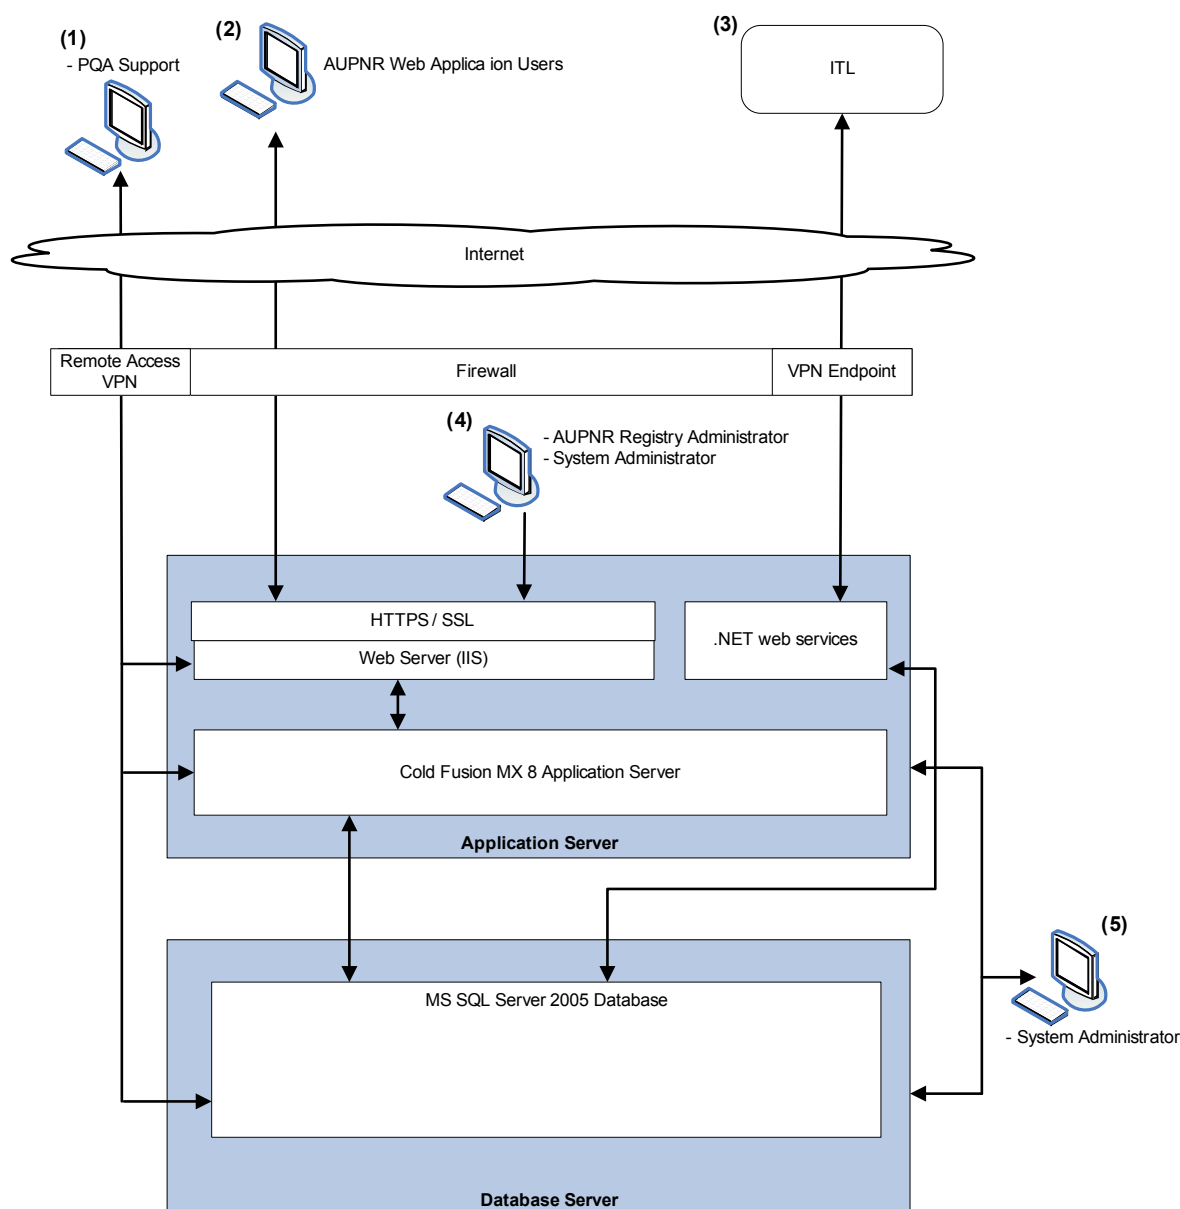 (1)
- PQA Support
(2)
AUPNR Web Applica ion Users
(3)
ITL
Internet
Remote Access
VPN
Firewall
VPN Endpoint
(4)
- AUPNR Registry Administrator
- System Administrator
HTTPS / SSL
Web Server (IIS)
.NET web services
Cold Fusion MX 8 Application Server
Application Server
(5)
- System Administrator
MS SQL Server 2005 Database
Database Server